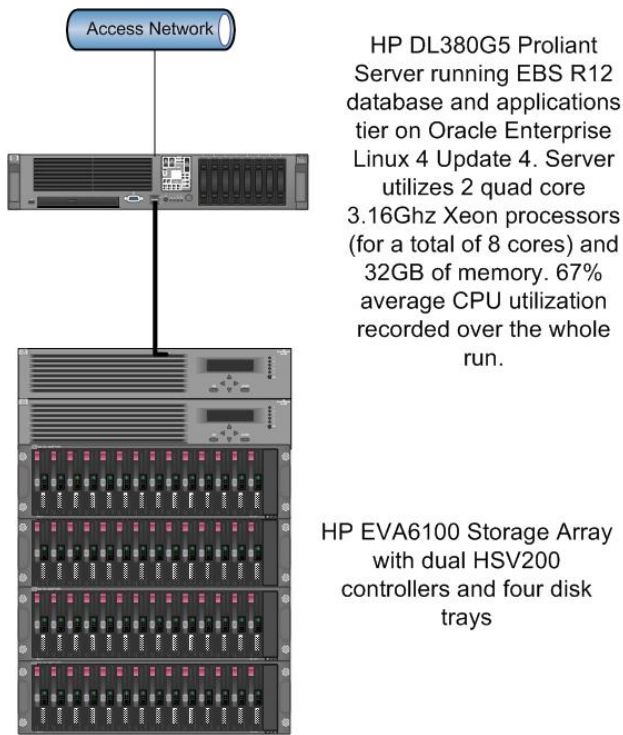 Access Network
HP DL380G5 Proliant
Server running EBS R12
database and applications
tier on Oracle Enterprise
Linux 4 Update 4. Server
utilizes 2 quad core
3.16Ghz Xeon processors
(for a total of 8 cores) and
32GB of memory. 67%
average CPU utilization
recorded over the whole
run.
HP EVA6100 Storage Array
with dual HSV200
controllers and four disk
trays